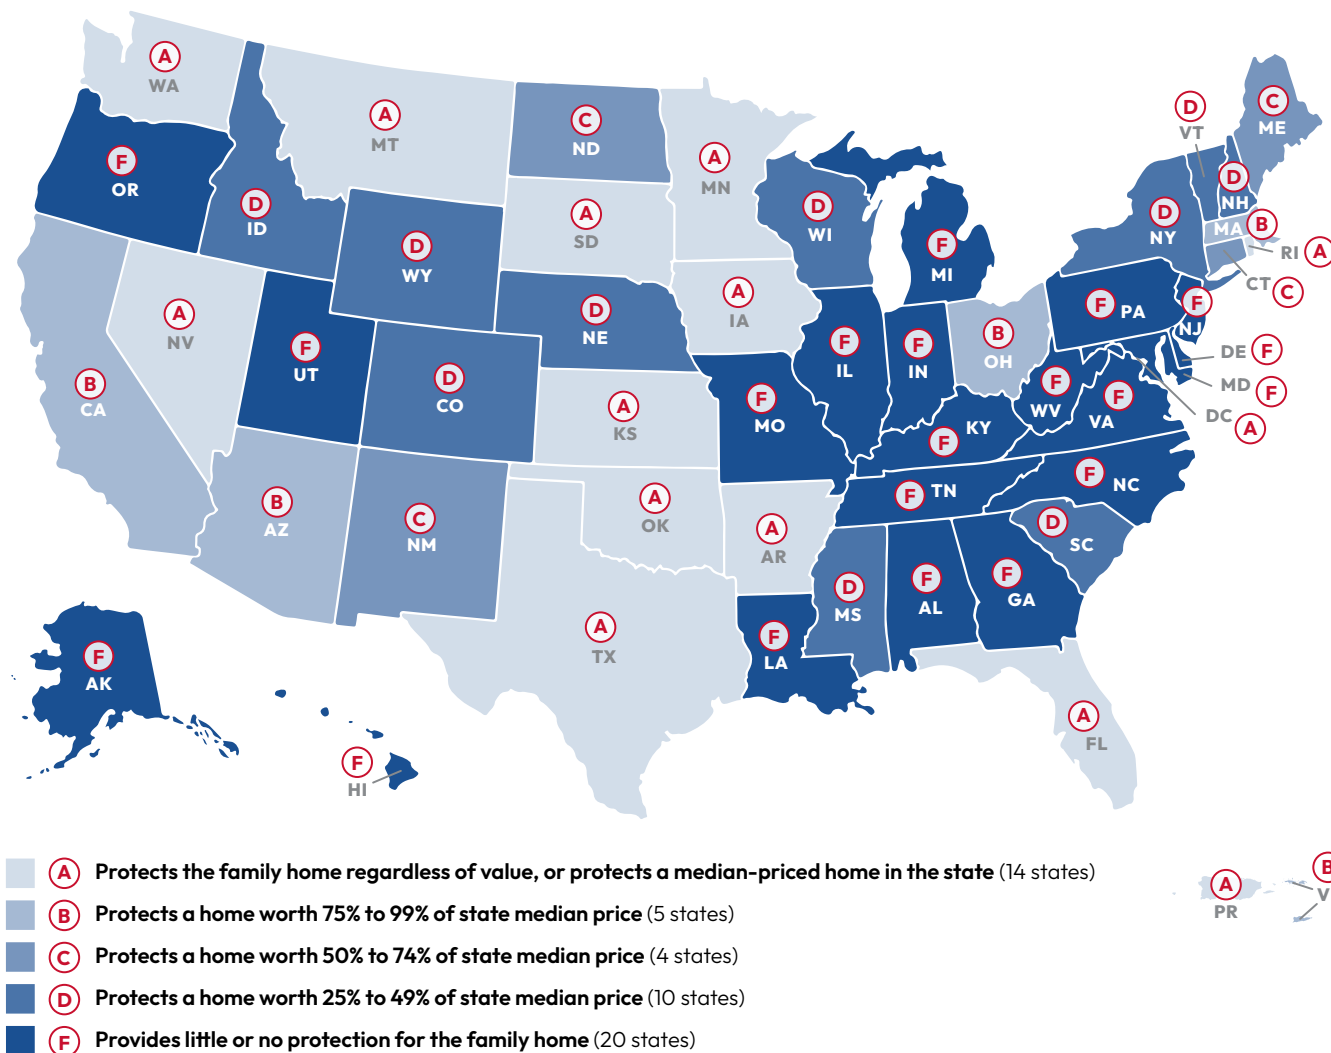 A
WA
A
MT
C
ND
A
MN
F
OR
D
ID
D
WY
A
SD
D
WI
F
MI
D
VT
C
ME
D
NH
D
NY
MA
B
RI
A
CT
C
A
NV
F
UT
D
CO
D
NE
A
IA
F
IL
F
IN
B
OH
F
PA
F
NJ
DE
F
MD
F
DC
A
B
CA
A
KS
F
MO
F
KY
F
WV
F
VA
B
AZ
C
NM
A
OK
A
AR
F
TN
F
NC
D
SC
A
TX
F
LA
D
MS
F
AL
F
GA
A
FL
F
AK
F
HI
A
PR
B
V
A Protects the family home regardless of value, or protects a median-priced home in the state (14 states)
B Protects a home worth 75% to 99% of state median price (5 states)
C Protects a home worth 50% to 74% of state median price (4 states)
D Protects a home worth 25% to 49% of state median price (10 states)
F Provides little or no protection for the family home (20 states)